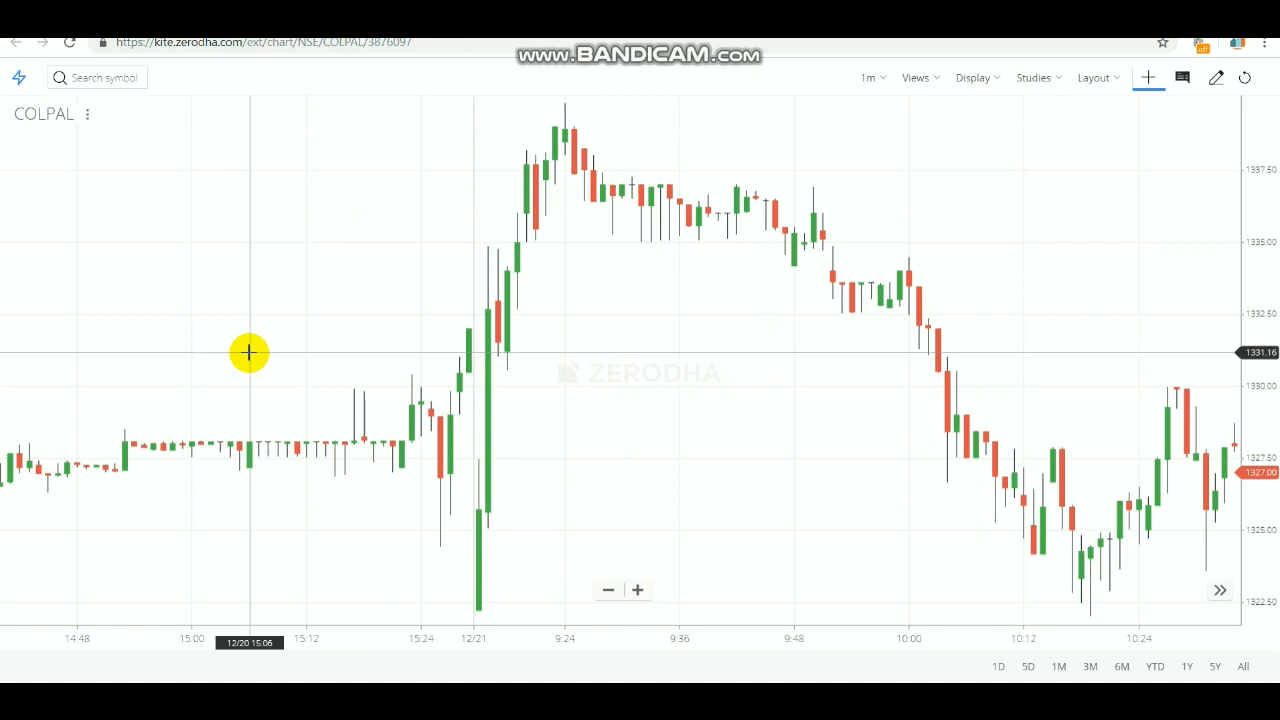 https://kite.zerodha.com/ext/chart/NSE/COLPAL/3876097
www.BANDICAM.com
off
Search symbol
1m Views Display Studies Layout
COLPAL
1337.50
1335.00
1332.50
1331.16
ZERODHA
1330.00
1327.50
1327.00
1325.00
1322.50
14:48 15:00 15:12 15:24 12/21 9:24 9:36 9:48 10:00 10:12 10:24
12/20 15:06
1D 5D 1M 3M 6M YTD 1Y 5Y All